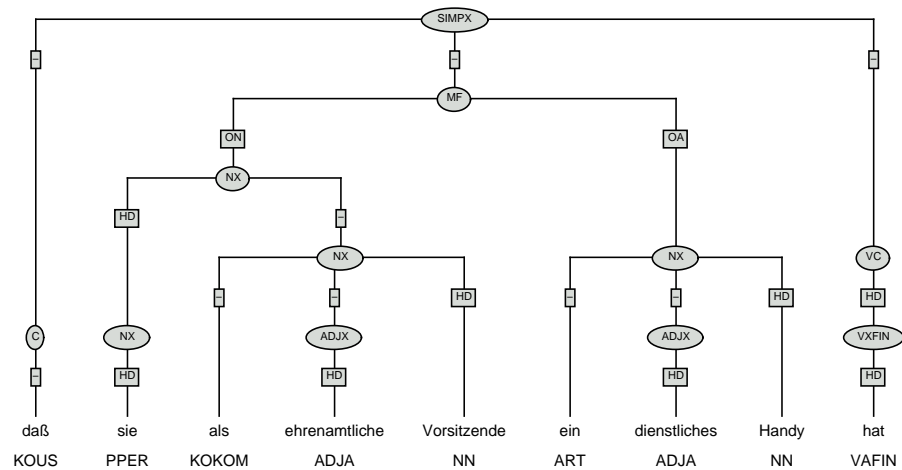 SIMPX
– – –
MF
ON OA
NX
HD –
NX NX VC
– – HD – – HD HD
C NX ADJX ADJX VXFIN
– HD HD HD HD
daß sie als ehrenamtliche Vorsitzende ein dienstliches Handy hat
KOUS PPER KOKOM ADJA NN ART ADJA NN VAFIN